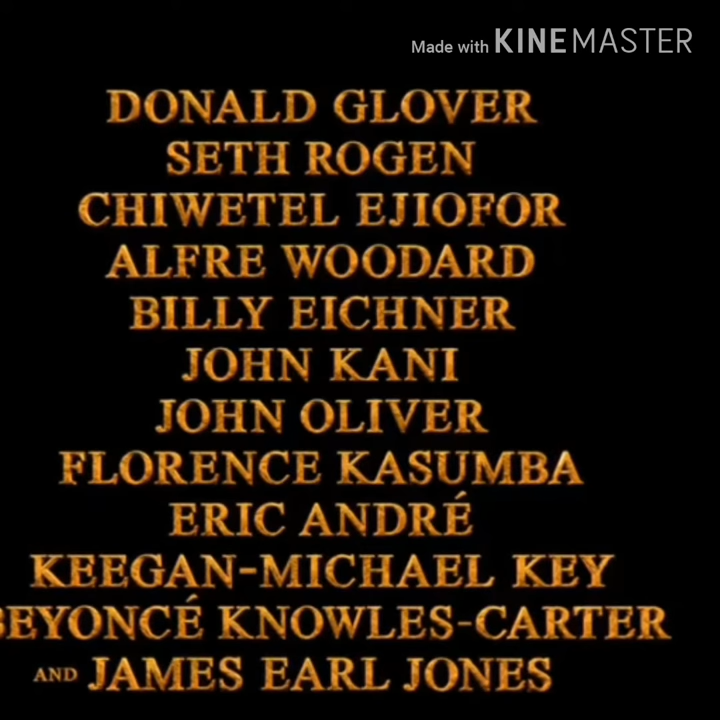 Made with KINEMASTER
DONALD GLOVER
SETH ROGEN
CHIWETEL EJIOFOR
ALFRE WOODARD
BILLY EICHNER
JOHN KANI
JOHN OLIVER
FLORENCE KASUMBA
ERIC ANDRÉ
KEEGAN-MICHAEL KEY
BEYONCÉ KNOWLES-CARTER
AND JAMES EARL JONES